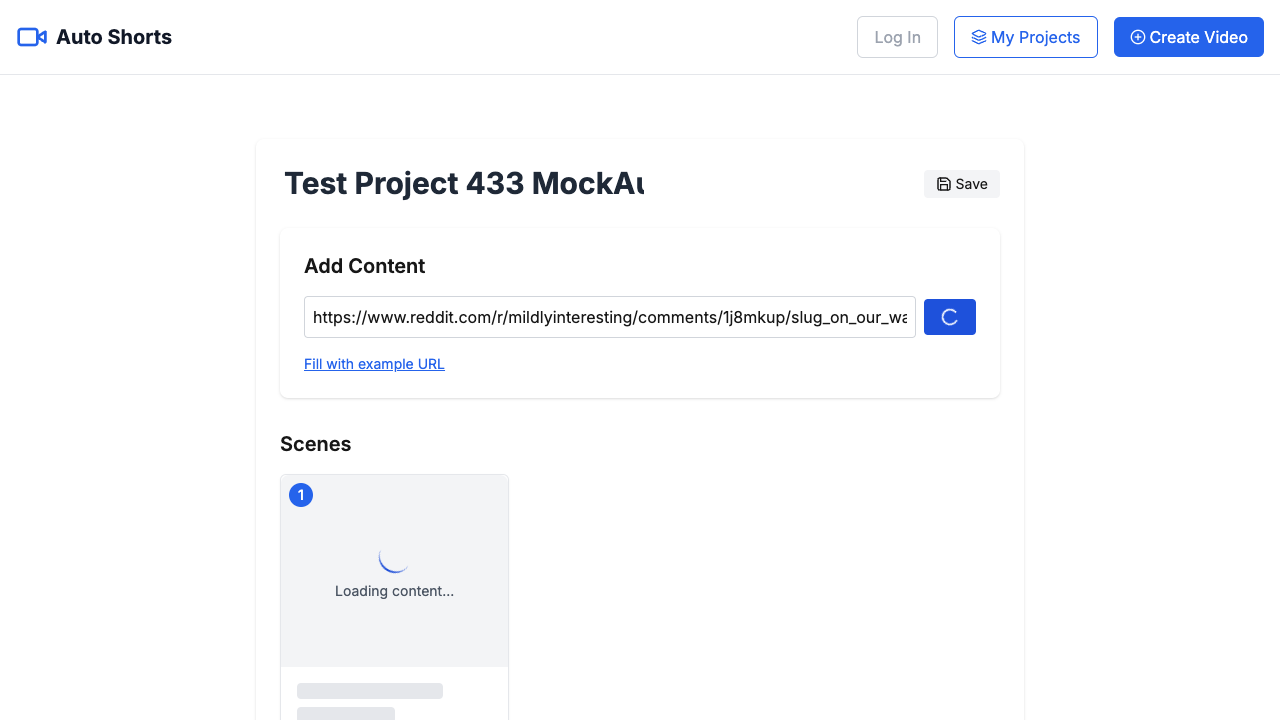 Auto Shorts
Log In
My Projects
Create Video
Test Project 433 MockAu
Save
Add Content
https://www.reddit.com/r/mildlyinteresting/comments/1j8mkup/slug_on_our_wa
Fill with example URL
Scenes
1
Loading content...